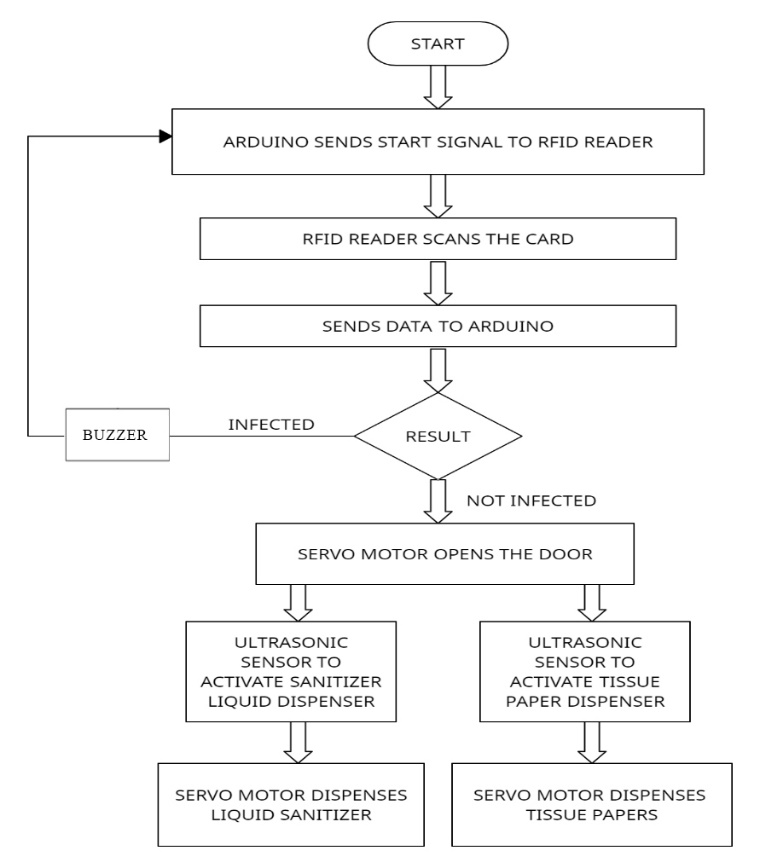 START
ARDUINO SENDS START SIGNAL TO RFID READER
RFID READER SCANS THE CARD
SENDS DATA TO ARDUINO
BUZZER
INFECTED
RESULT
NOT INFECTED
SERVO MOTOR OPENS THE DOOR
ULTRASONIC
SENSOR TO
ACTIVATE SANITIZER
LIQUID DISPENSER
ULTRASONIC
SENSOR TO
ACTIVATE TISSUE
PAPER DISPENSER
SERVO MOTOR DISPENSES
LIQUID SANITIZER
SERVO MOTOR DISPENSES
TISSUE PAPERS